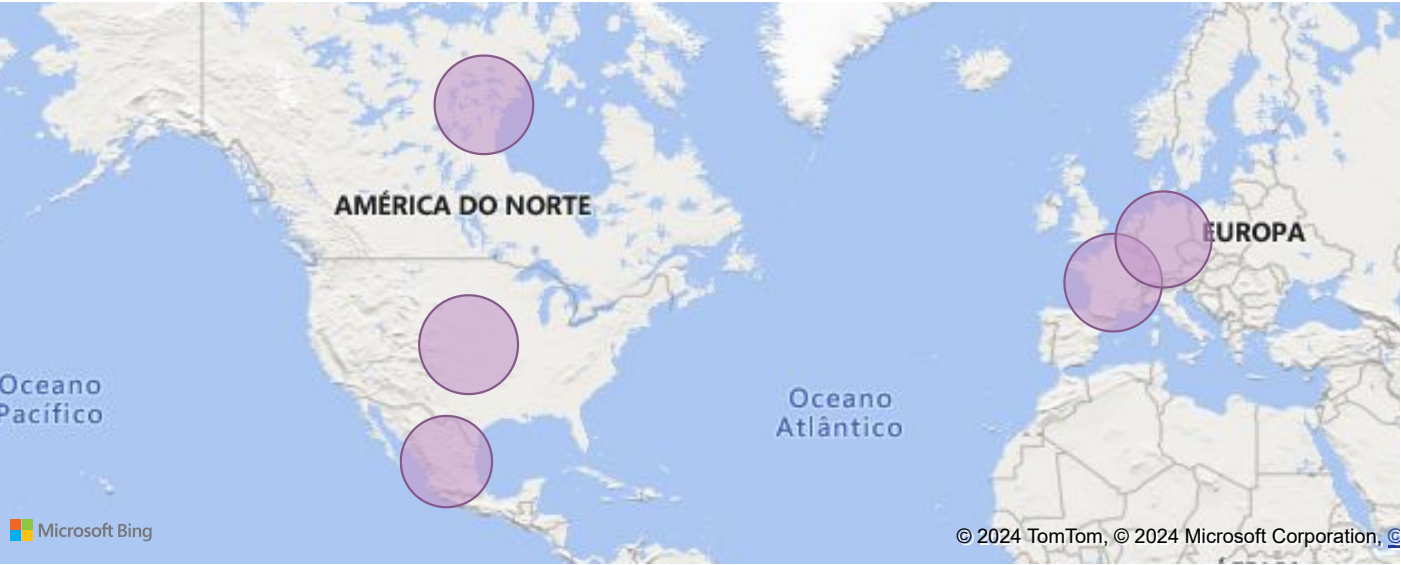 AMÉRICA DO NORTE
EUROPA
Oceano
Pacífico
Oceano
Atlântico
Microsoft Bing
© 2024 TomTom, © 2024 Microsoft Corporation, ©